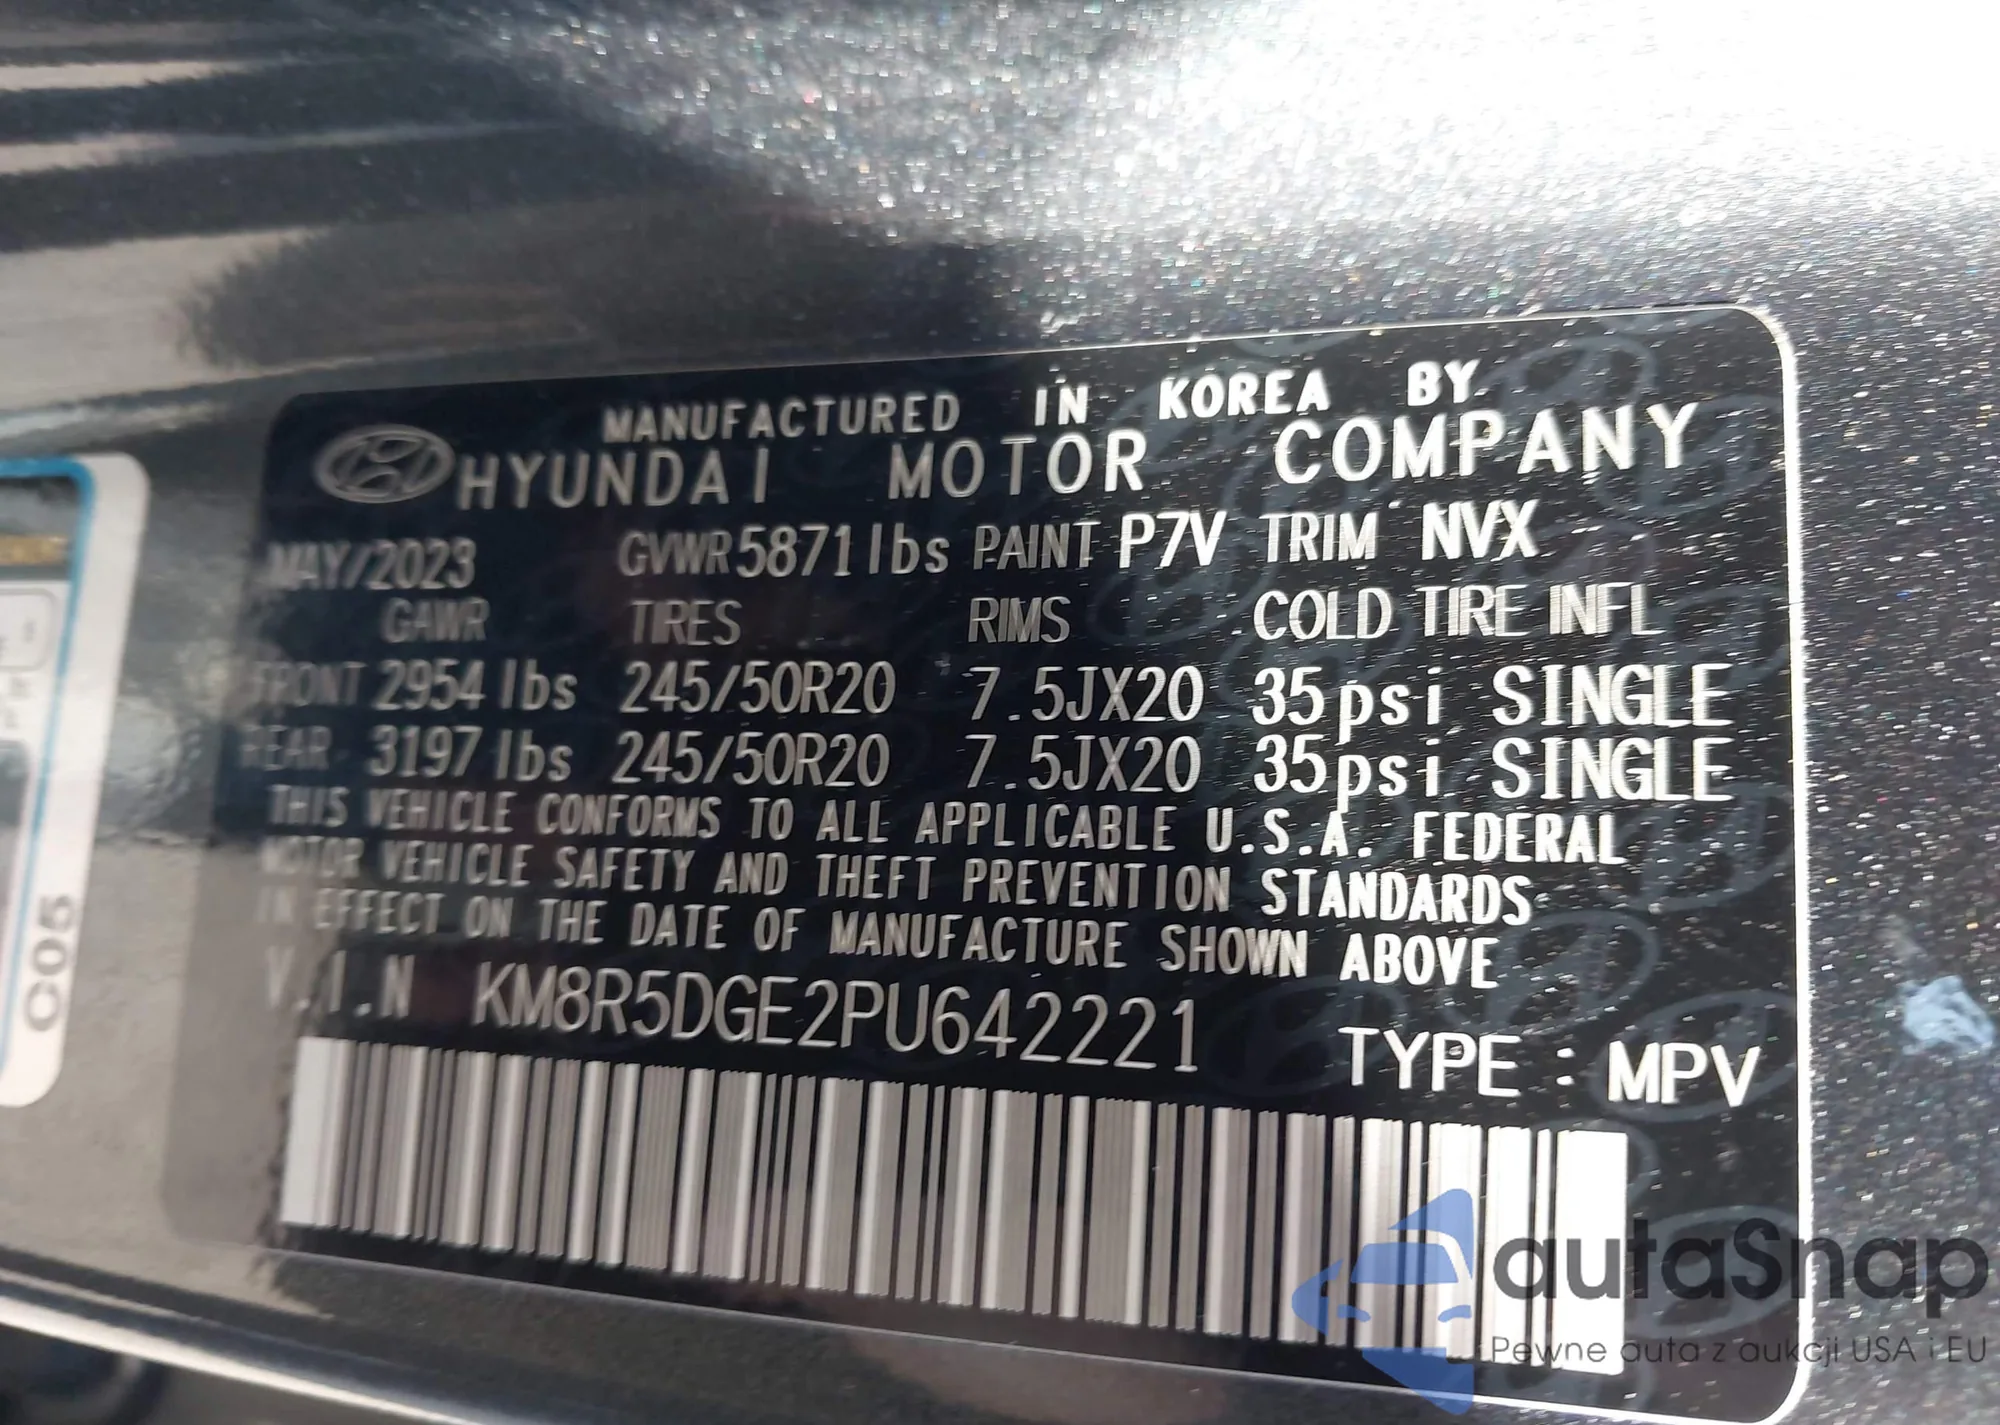 MANUFACTURED IN KOREA BY
HYUNDAI MOTOR COMPANY
MAY/2023 GVWR 5871 lbs PAINT P7V TRIM NVX
GAWR TIRES RIMS COLD TIRE INFL
FRONT 2954 lbs 245/50R20 7.5JX20 35psi SINGLE
REAR 3197 lbs 245/50R20 7.5JX20 35psi SINGLE
THIS VEHICLE CONFORMS TO ALL APPLICABLE U.S.A. FEDERAL
MOTOR VEHICLE SAFETY AND THEFT PREVENTION STANDARDS
IN EFFECT ON THE DATE OF MANUFACTURE SHOWN ABOVE
V.I.N KM8R5DGE2PU642221
TYPE : MPV
C05
autaSnap
Pewne auta z aukcji USA i EU